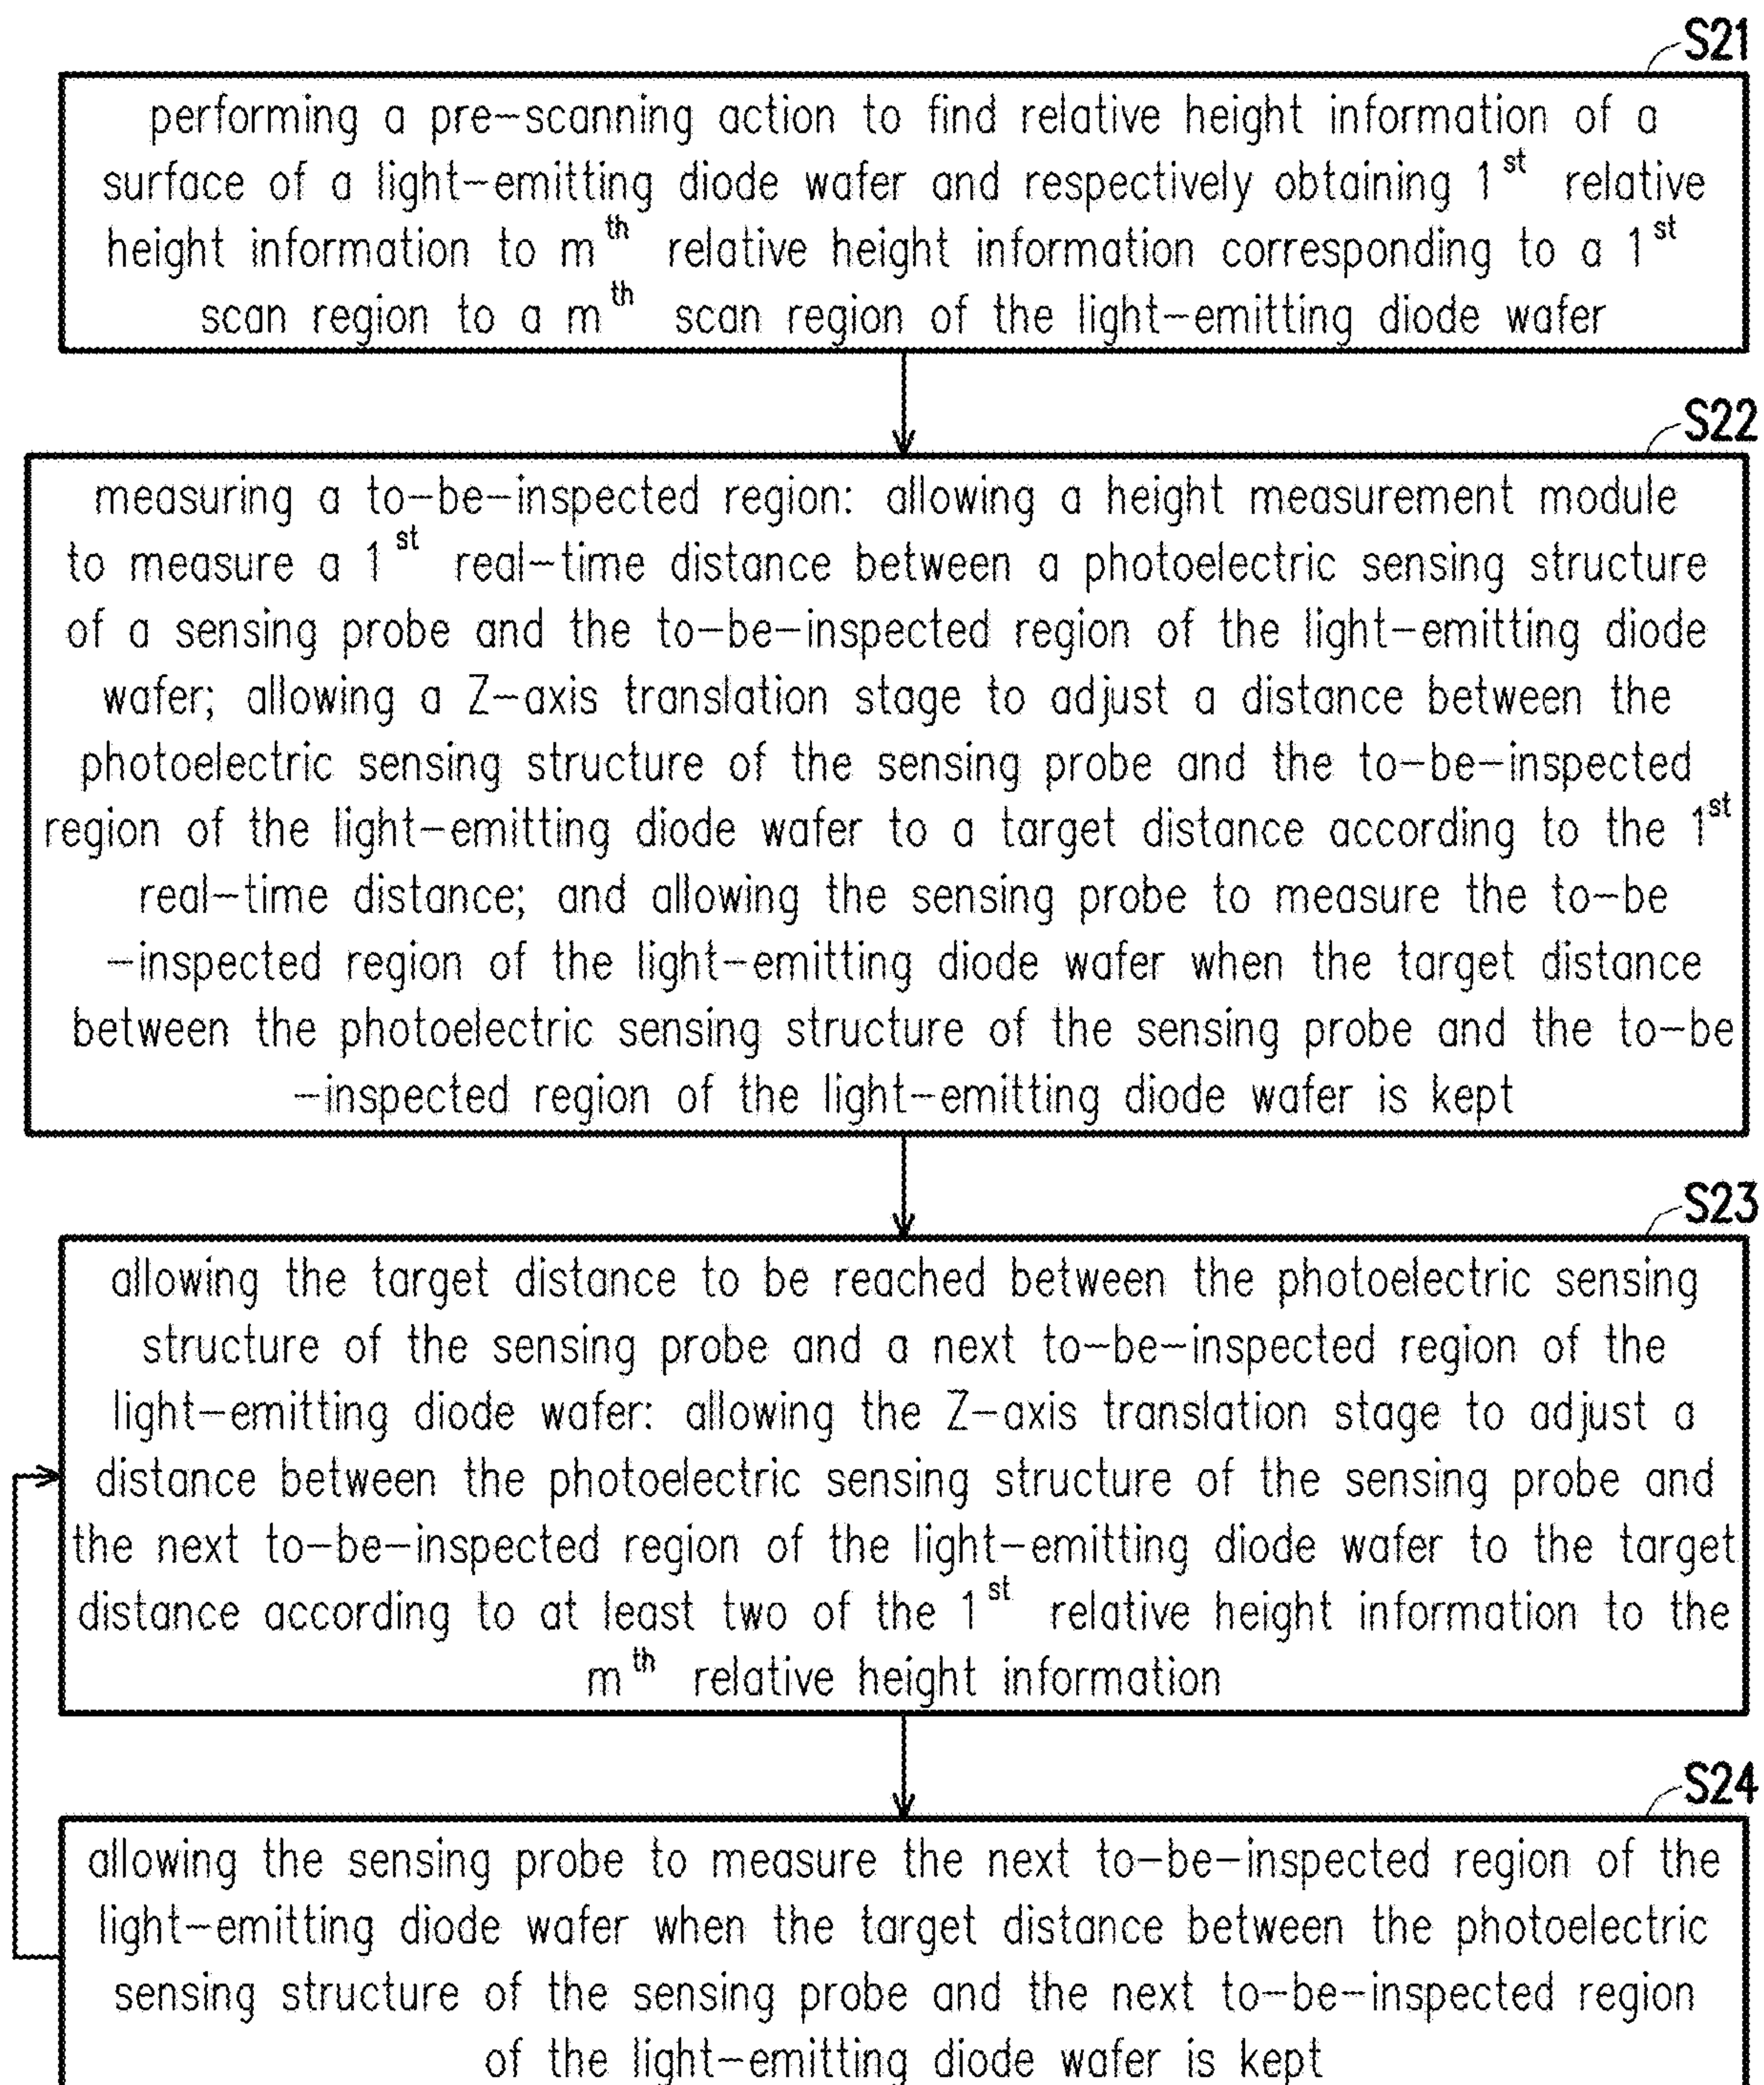 S21
performing a pre-scanning action to find relative height information of a
surface of a light-emitting diode wafer and respectively obtaining 1st relative
height information to mth relative height information corresponding to a 1st
scan region to a mth scan region of the light-emitting diode wafer
S22
measuring a to-be-inspected region: allowing a height measurement module
to measure a 1st real-time distance between a photoelectric sensing structure
of a sensing probe and the to-be-inspected region of the light-emitting diode
wafer; allowing a Z-axis translation stage to adjust a distance between the
photoelectric sensing structure of the sensing probe and the to-be-inspected
region of the light-emitting diode wafer to a target distance according to the 1st
real-time distance; and allowing the sensing probe to measure the to-be
-inspected region of the light-emitting diode wafer when the target distance
between the photoelectric sensing structure of the sensing probe and the to-be
-inspected region of the light-emitting diode wafer is kept
S23
allowing the target distance to be reached between the photoelectric sensing
structure of the sensing probe and a next to-be-inspected region of the
light-emitting diode wafer: allowing the Z-axis translation stage to adjust a
distance between the photoelectric sensing structure of the sensing probe and
the next to-be-inspected region of the light-emitting diode wafer to the target
distance according to at least two of the 1st relative height information to the
mth relative height information
S24
allowing the sensing probe to measure the next to-be-inspected region of the
light-emitting diode wafer when the target distance between the photoelectric
sensing structure of the sensing probe and the next to-be-inspected region
of the light-emitting diode wafer is kept